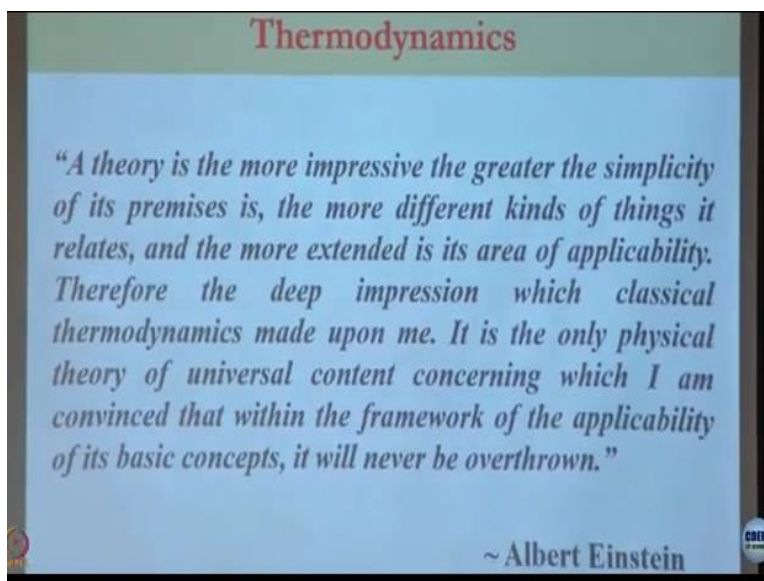 Thermodynamics
“A theory is the more impressive the greater the simplicity
of its premises is, the more different kinds of things it
relates, and the more extended is its area of applicability.
Therefore the deep impression which classical
thermodynamics made upon me. It is the only physical
theory of universal content concerning which I am
convinced that within the framework of the applicability
of its basic concepts, it will never be overthrown.”
~ Albert Einstein